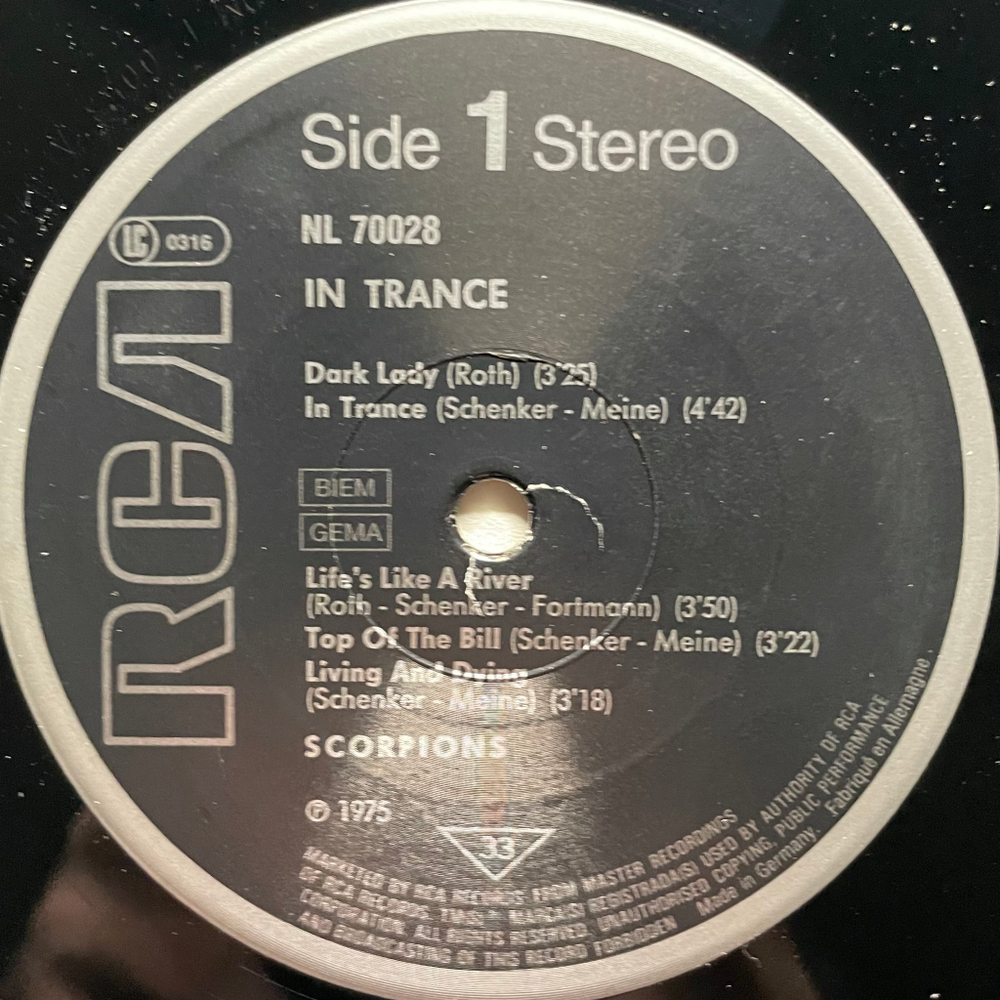 Side 1 Stereo
LC 0316
NL 70028
IN TRANCE
RCA
Dark Lady (Roth) (3'25)
In Trance (Schenker - Meine) (4'42)
BIEM
GEMA
Life's Like A River
(Roth - Schenker - Fortmann) (3'50)
Top Of The Bill (Schenker - Meine) (3'22)
Living And Dying
(Schenker - Meine) (3'18)
SCORPIONS
℗ 1975
33
MARKETED BY RCA RECORDS FROM MASTER RECORDINGS
OF RCA RECORDS. TM(S). MARCA(S) REGISTRADA(S) USED BY AUTHORITY OF RCA
CORPORATION. ALL RIGHTS RESERVED. UNAUTHORISED COPYING, PUBLIC PERFORMANCE
AND BROADCASTING OF THIS RECORD FORBIDDEN Made in Germany. Fabriqué en Allemagne.